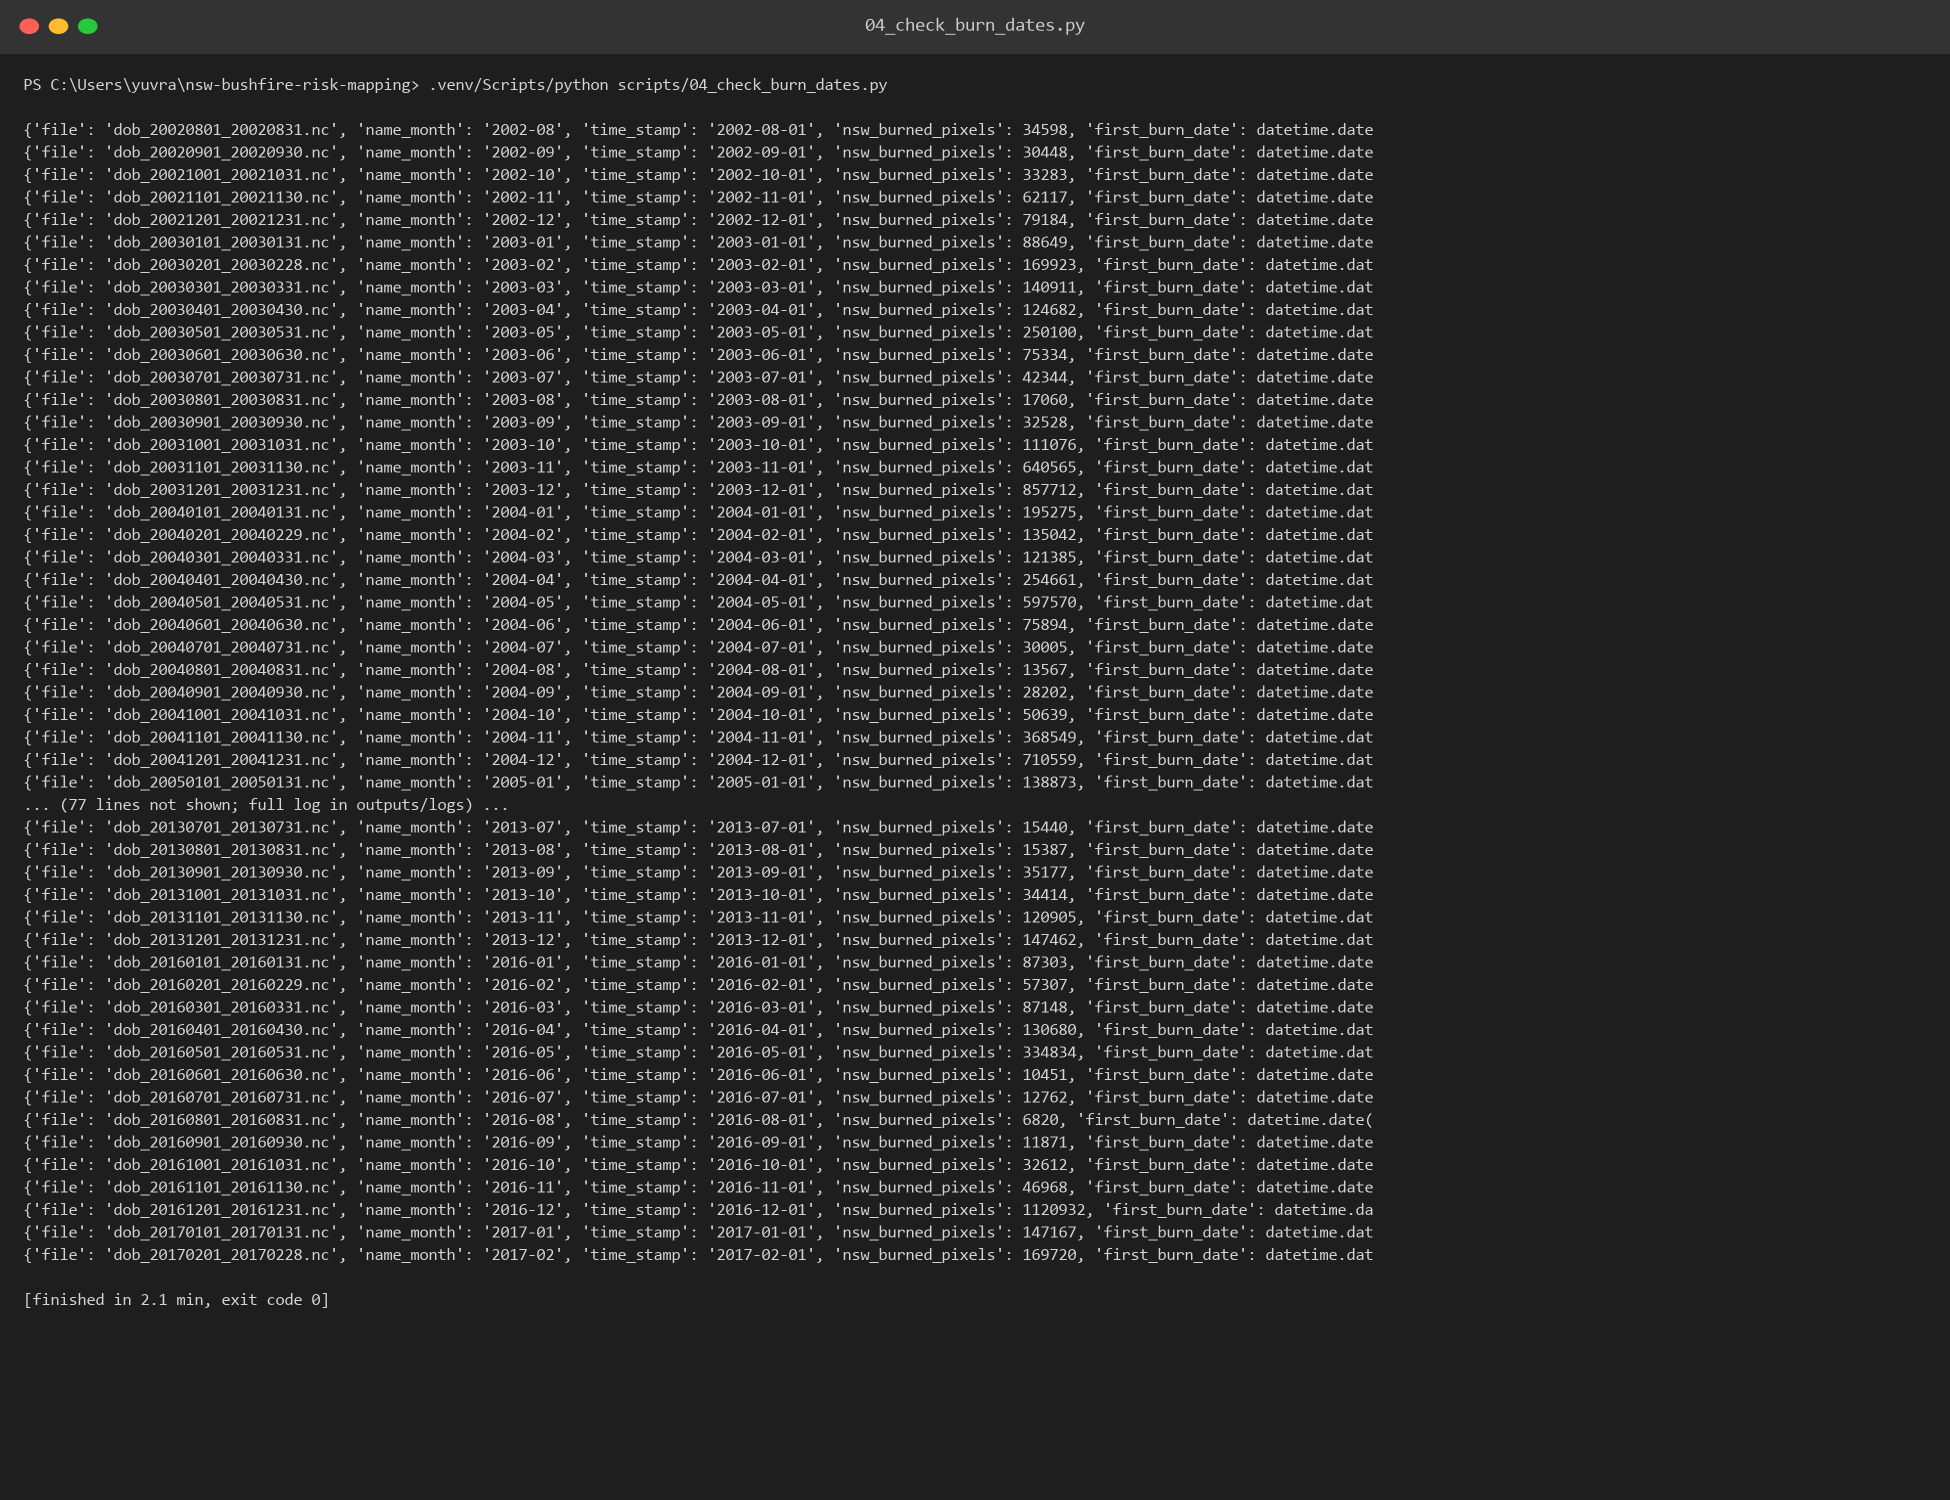 04_check_burn_dates.py
PS C:\Users\yuvra\nsw-bushfire-risk-mapping> .venv/Scripts/python scripts/04_check_burn_dates.py
{'file': 'dob_20020801_20020831.nc', 'name_month': '2002-08', 'time_stamp': '2002-08-01', 'nsw_burned_pixels': 34598, 'first_burn_date': datetime.date
{'file': 'dob_20020901_20020930.nc', 'name_month': '2002-09', 'time_stamp': '2002-09-01', 'nsw_burned_pixels': 30448, 'first_burn_date': datetime.date
{'file': 'dob_20021001_20021031.nc', 'name_month': '2002-10', 'time_stamp': '2002-10-01', 'nsw_burned_pixels': 33283, 'first_burn_date': datetime.date
{'file': 'dob_20021101_20021130.nc', 'name_month': '2002-11', 'time_stamp': '2002-11-01', 'nsw_burned_pixels': 62117, 'first_burn_date': datetime.date
{'file': 'dob_20021201_20021231.nc', 'name_month': '2002-12', 'time_stamp': '2002-12-01', 'nsw_burned_pixels': 79184, 'first_burn_date': datetime.date
{'file': 'dob_20030101_20030131.nc', 'name_month': '2003-01', 'time_stamp': '2003-01-01', 'nsw_burned_pixels': 88649, 'first_burn_date': datetime.date
{'file': 'dob_20030201_20030228.nc', 'name_month': '2003-02', 'time_stamp': '2003-02-01', 'nsw_burned_pixels': 169923, 'first_burn_date': datetime.dat
{'file': 'dob_20030301_20030331.nc', 'name_month': '2003-03', 'time_stamp': '2003-03-01', 'nsw_burned_pixels': 140911, 'first_burn_date': datetime.dat
{'file': 'dob_20030401_20030430.nc', 'name_month': '2003-04', 'time_stamp': '2003-04-01', 'nsw_burned_pixels': 124682, 'first_burn_date': datetime.dat
{'file': 'dob_20030501_20030531.nc', 'name_month': '2003-05', 'time_stamp': '2003-05-01', 'nsw_burned_pixels': 250100, 'first_burn_date': datetime.dat
{'file': 'dob_20030601_20030630.nc', 'name_month': '2003-06', 'time_stamp': '2003-06-01', 'nsw_burned_pixels': 75334, 'first_burn_date': datetime.date
{'file': 'dob_20030701_20030731.nc', 'name_month': '2003-07', 'time_stamp': '2003-07-01', 'nsw_burned_pixels': 42344, 'first_burn_date': datetime.date
{'file': 'dob_20030801_20030831.nc', 'name_month': '2003-08', 'time_stamp': '2003-08-01', 'nsw_burned_pixels': 17060, 'first_burn_date': datetime.date
{'file': 'dob_20030901_20030930.nc', 'name_month': '2003-09', 'time_stamp': '2003-09-01', 'nsw_burned_pixels': 32528, 'first_burn_date': datetime.date
{'file': 'dob_20031001_20031031.nc', 'name_month': '2003-10', 'time_stamp': '2003-10-01', 'nsw_burned_pixels': 111076, 'first_burn_date': datetime.dat
{'file': 'dob_20031101_20031130.nc', 'name_month': '2003-11', 'time_stamp': '2003-11-01', 'nsw_burned_pixels': 640565, 'first_burn_date': datetime.dat
{'file': 'dob_20031201_20031231.nc', 'name_month': '2003-12', 'time_stamp': '2003-12-01', 'nsw_burned_pixels': 857712, 'first_burn_date': datetime.dat
{'file': 'dob_20040101_20040131.nc', 'name_month': '2004-01', 'time_stamp': '2004-01-01', 'nsw_burned_pixels': 195275, 'first_burn_date': datetime.dat
{'file': 'dob_20040201_20040229.nc', 'name_month': '2004-02', 'time_stamp': '2004-02-01', 'nsw_burned_pixels': 135042, 'first_burn_date': datetime.dat
{'file': 'dob_20040301_20040331.nc', 'name_month': '2004-03', 'time_stamp': '2004-03-01', 'nsw_burned_pixels': 121385, 'first_burn_date': datetime.dat
{'file': 'dob_20040401_20040430.nc', 'name_month': '2004-04', 'time_stamp': '2004-04-01', 'nsw_burned_pixels': 254661, 'first_burn_date': datetime.dat
{'file': 'dob_20040501_20040531.nc', 'name_month': '2004-05', 'time_stamp': '2004-05-01', 'nsw_burned_pixels': 597570, 'first_burn_date': datetime.dat
{'file': 'dob_20040601_20040630.nc', 'name_month': '2004-06', 'time_stamp': '2004-06-01', 'nsw_burned_pixels': 75894, 'first_burn_date': datetime.date
{'file': 'dob_20040701_20040731.nc', 'name_month': '2004-07', 'time_stamp': '2004-07-01', 'nsw_burned_pixels': 30005, 'first_burn_date': datetime.date
{'file': 'dob_20040801_20040831.nc', 'name_month': '2004-08', 'time_stamp': '2004-08-01', 'nsw_burned_pixels': 13567, 'first_burn_date': datetime.date
{'file': 'dob_20040901_20040930.nc', 'name_month': '2004-09', 'time_stamp': '2004-09-01', 'nsw_burned_pixels': 28202, 'first_burn_date': datetime.date
{'file': 'dob_20041001_20041031.nc', 'name_month': '2004-10', 'time_stamp': '2004-10-01', 'nsw_burned_pixels': 50639, 'first_burn_date': datetime.date
{'file': 'dob_20041101_20041130.nc', 'name_month': '2004-11', 'time_stamp': '2004-11-01', 'nsw_burned_pixels': 368549, 'first_burn_date': datetime.dat
{'file': 'dob_20041201_20041231.nc', 'name_month': '2004-12', 'time_stamp': '2004-12-01', 'nsw_burned_pixels': 710559, 'first_burn_date': datetime.dat
{'file': 'dob_20050101_20050131.nc', 'name_month': '2005-01', 'time_stamp': '2005-01-01', 'nsw_burned_pixels': 138873, 'first_burn_date': datetime.dat
... (77 lines not shown; full log in outputs/logs) ...
{'file': 'dob_20130701_20130731.nc', 'name_month': '2013-07', 'time_stamp': '2013-07-01', 'nsw_burned_pixels': 15440, 'first_burn_date': datetime.date
{'file': 'dob_20130801_20130831.nc', 'name_month': '2013-08', 'time_stamp': '2013-08-01', 'nsw_burned_pixels': 15387, 'first_burn_date': datetime.date
{'file': 'dob_20130901_20130930.nc', 'name_month': '2013-09', 'time_stamp': '2013-09-01', 'nsw_burned_pixels': 35177, 'first_burn_date': datetime.date
{'file': 'dob_20131001_20131031.nc', 'name_month': '2013-10', 'time_stamp': '2013-10-01', 'nsw_burned_pixels': 34414, 'first_burn_date': datetime.date
{'file': 'dob_20131101_20131130.nc', 'name_month': '2013-11', 'time_stamp': '2013-11-01', 'nsw_burned_pixels': 120905, 'first_burn_date': datetime.dat
{'file': 'dob_20131201_20131231.nc', 'name_month': '2013-12', 'time_stamp': '2013-12-01', 'nsw_burned_pixels': 147462, 'first_burn_date': datetime.dat
{'file': 'dob_20160101_20160131.nc', 'name_month': '2016-01', 'time_stamp': '2016-01-01', 'nsw_burned_pixels': 87303, 'first_burn_date': datetime.date
{'file': 'dob_20160201_20160229.nc', 'name_month': '2016-02', 'time_stamp': '2016-02-01', 'nsw_burned_pixels': 57307, 'first_burn_date': datetime.date
{'file': 'dob_20160301_20160331.nc', 'name_month': '2016-03', 'time_stamp': '2016-03-01', 'nsw_burned_pixels': 87148, 'first_burn_date': datetime.date
{'file': 'dob_20160401_20160430.nc', 'name_month': '2016-04', 'time_stamp': '2016-04-01', 'nsw_burned_pixels': 130680, 'first_burn_date': datetime.dat
{'file': 'dob_20160501_20160531.nc', 'name_month': '2016-05', 'time_stamp': '2016-05-01', 'nsw_burned_pixels': 334834, 'first_burn_date': datetime.dat
{'file': 'dob_20160601_20160630.nc', 'name_month': '2016-06', 'time_stamp': '2016-06-01', 'nsw_burned_pixels': 10451, 'first_burn_date': datetime.date
{'file': 'dob_20160701_20160731.nc', 'name_month': '2016-07', 'time_stamp': '2016-07-01', 'nsw_burned_pixels': 12762, 'first_burn_date': datetime.date
{'file': 'dob_20160801_20160831.nc', 'name_month': '2016-08', 'time_stamp': '2016-08-01', 'nsw_burned_pixels': 6820, 'first_burn_date': datetime.date(
{'file': 'dob_20160901_20160930.nc', 'name_month': '2016-09', 'time_stamp': '2016-09-01', 'nsw_burned_pixels': 11871, 'first_burn_date': datetime.date
{'file': 'dob_20161001_20161031.nc', 'name_month': '2016-10', 'time_stamp': '2016-10-01', 'nsw_burned_pixels': 32612, 'first_burn_date': datetime.date
{'file': 'dob_20161101_20161130.nc', 'name_month': '2016-11', 'time_stamp': '2016-11-01', 'nsw_burned_pixels': 46968, 'first_burn_date': datetime.date
{'file': 'dob_20161201_20161231.nc', 'name_month': '2016-12', 'time_stamp': '2016-12-01', 'nsw_burned_pixels': 1120932, 'first_burn_date': datetime.da
{'file': 'dob_20170101_20170131.nc', 'name_month': '2017-01', 'time_stamp': '2017-01-01', 'nsw_burned_pixels': 147167, 'first_burn_date': datetime.dat
{'file': 'dob_20170201_20170228.nc', 'name_month': '2017-02', 'time_stamp': '2017-02-01', 'nsw_burned_pixels': 169720, 'first_burn_date': datetime.dat
[finished in 2.1 min, exit code 0]